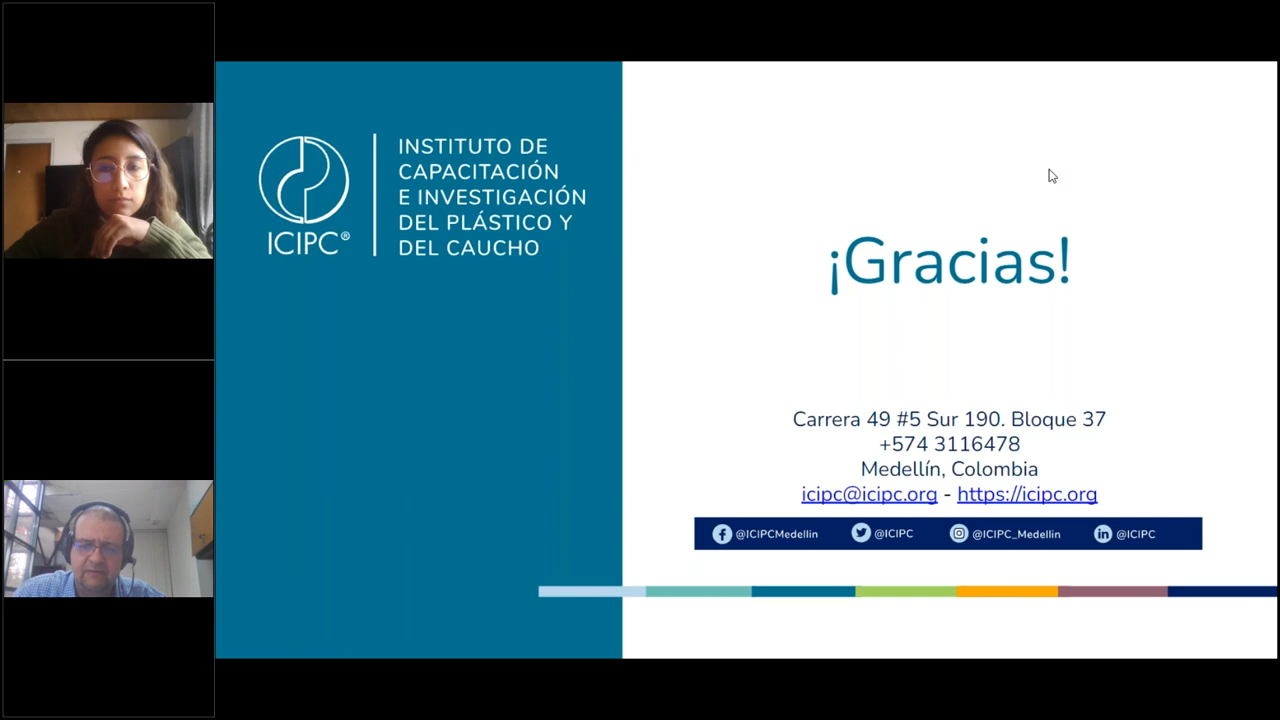 INSTITUTO DE
CAPACITACIÓN
E INVESTIGACIÓN
DEL PLÁSTICO Y
DEL CAUCHO
ICIPC®
¡Gracias!
Carrera 49 #5 Sur 190. Bloque 37
+574 3116478
Medellín, Colombia
icipc@icipc.org - https://icipc.org
@ICIPCMedellin @ICIPC @ICIPC_Medellin @ICIPC